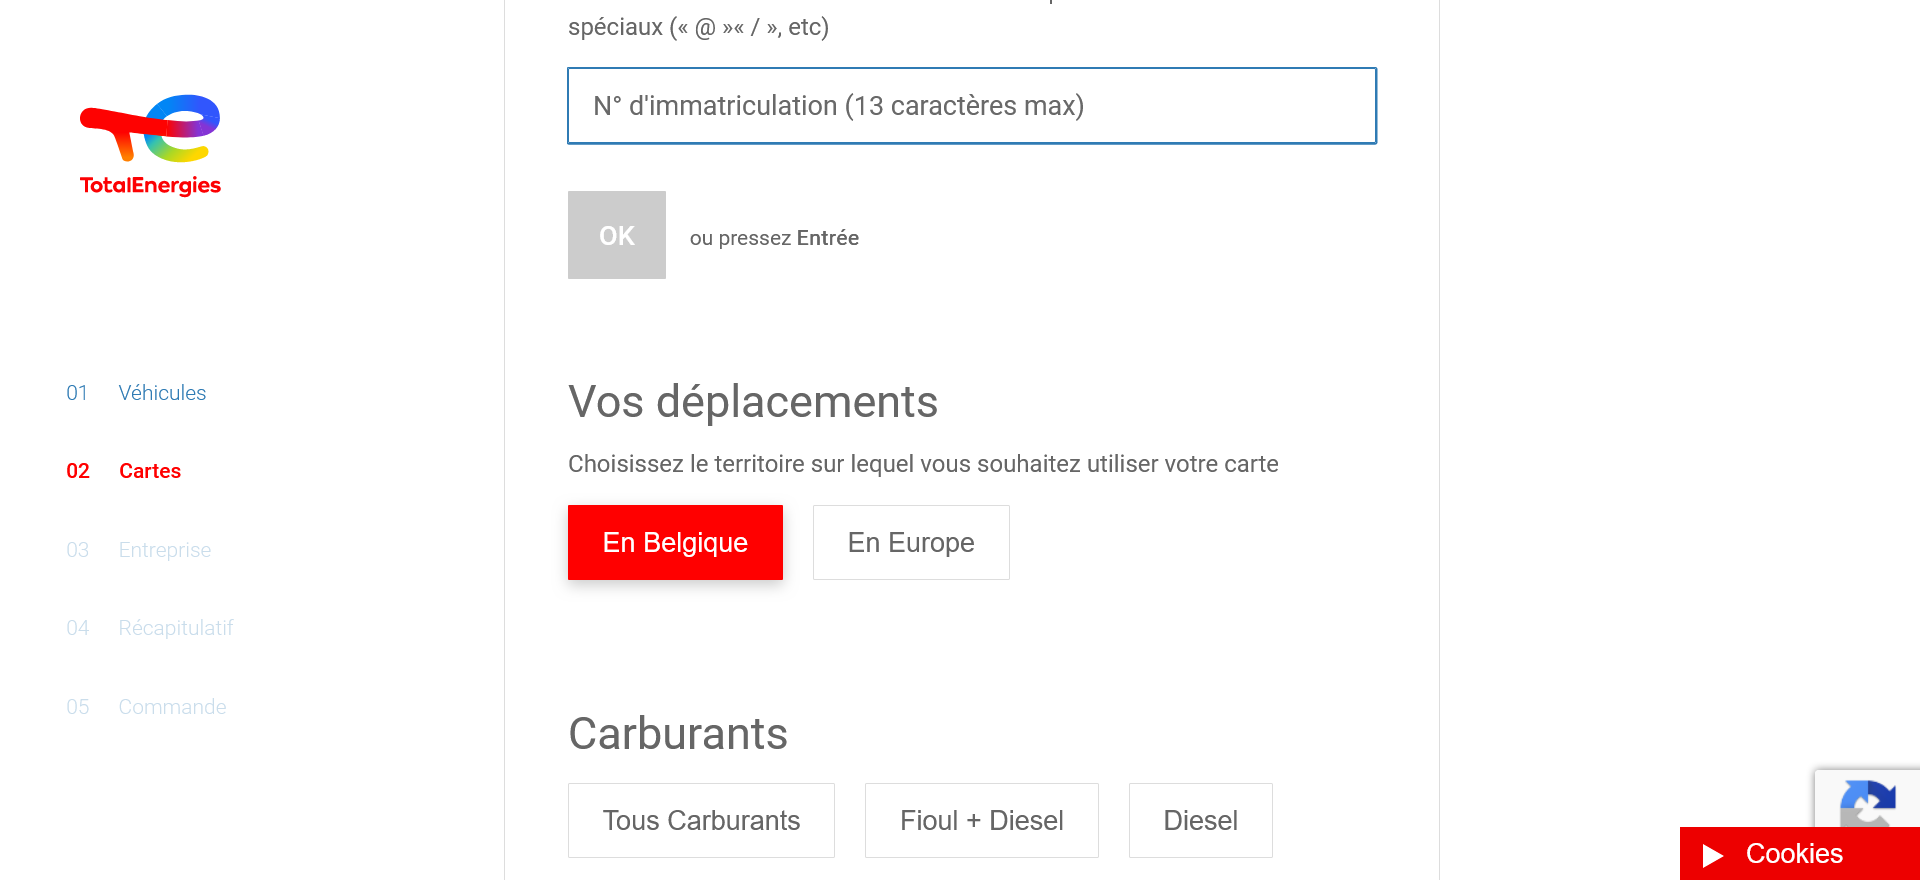 spéciaux (« @ »« / », etc)
N° d'immatriculation (13 caractères max)
OK
ou pressez Entrée
TotalEnergies
01 Véhicules
02 Cartes
03 Entreprise
04 Récapitulatif
05 Commande
Vos déplacements
Choisissez le territoire sur lequel vous souhaitez utiliser votre carte
En Belgique
En Europe
Carburants
Tous Carburants
Fioul + Diesel
Diesel
Cookies